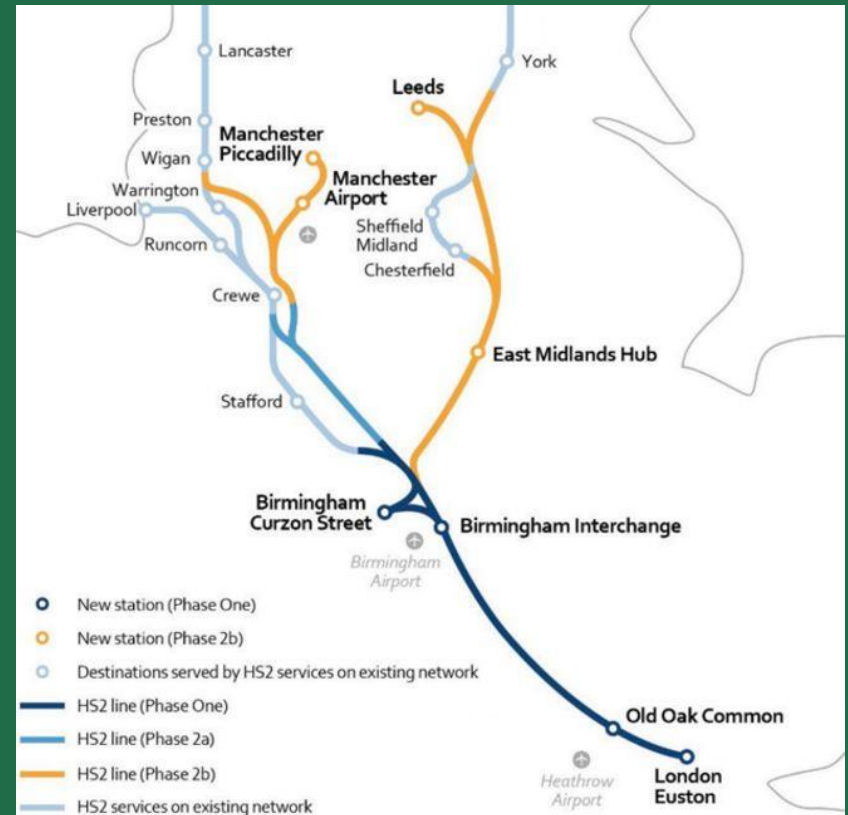 Lancaster
York
Leeds
Preston
Manchester
Piccadilly
Wigan
Manchester
Airport
Warrington
Liverpool
Sheffield
Midland
Runcorn
Chesterfield
Crewe
East Midlands Hub
Stafford
Birmingham
Curzon Street
Birmingham Interchange
Birmingham
Airport
New station (Phase One)
New station (Phase 2b)
Destinations served by HS2 services on existing network
HS2 line (Phase One)
HS2 line (Phase 2a)
HS2 line (Phase 2b)
HS2 services on existing network
Old Oak Common
London
Euston
Heathrow
Airport